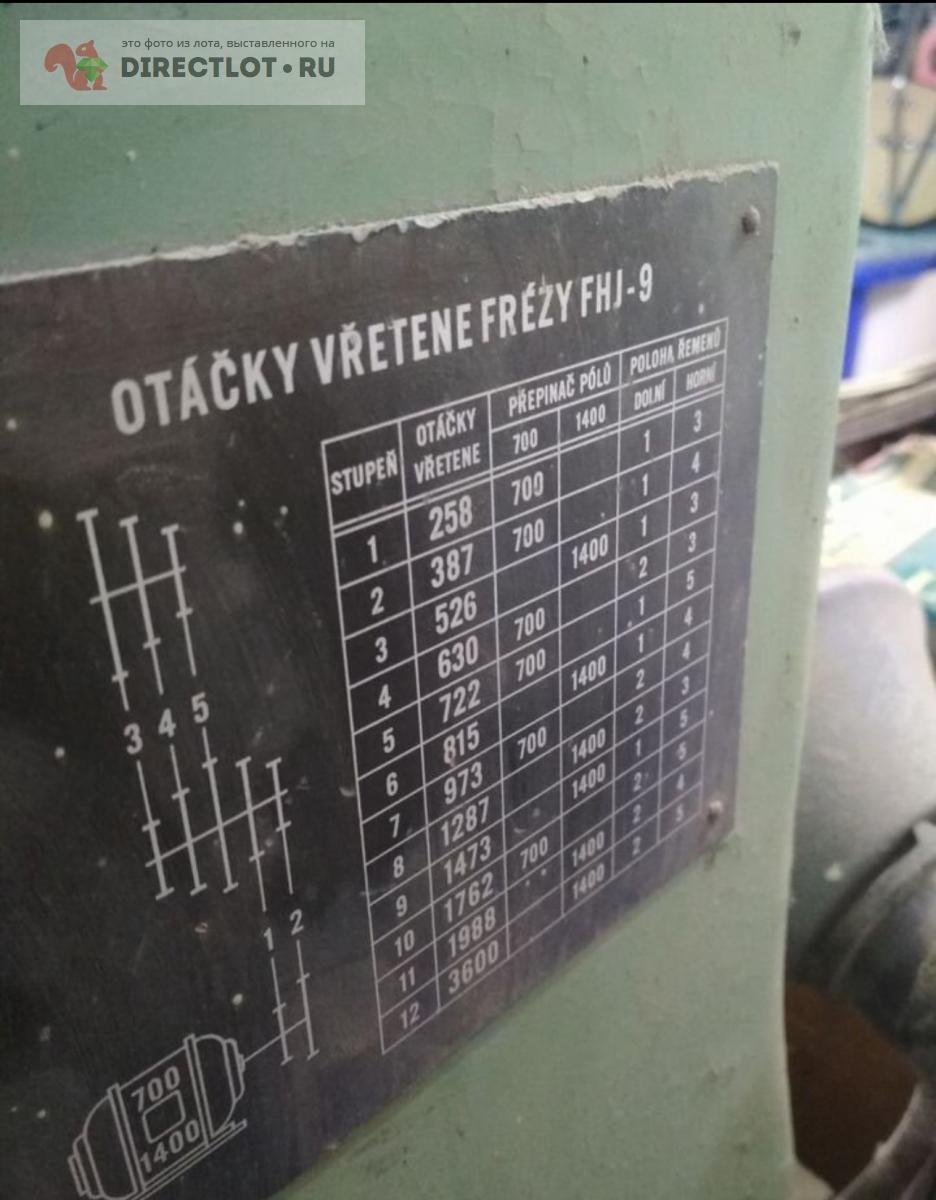 это фото из лота, выставленного на
DIRECTLOT•RU
OTÁČKY VŘETENE FRÉZY FHJ-9
STUPEŇ OTÁČKY VŘETENE PŘEPINAČ PÓLŮ POLOHA ŘEMENŮ
700 1400 DOLNÍ HORNÍ
1 258 700 1 3
2 387 700 1 4
3 526 1400 1 3
4 630 700 2 3
5 722 700 1 5
6 815 1400 1 4
7 973 700 2 4
8 1287 1400 2 3
9 1473 1400 1 5
10 1762 700 2 5
11 1988 1400 2 4
12 3600 1400 2 5
3 4 5
1 2
700
1400